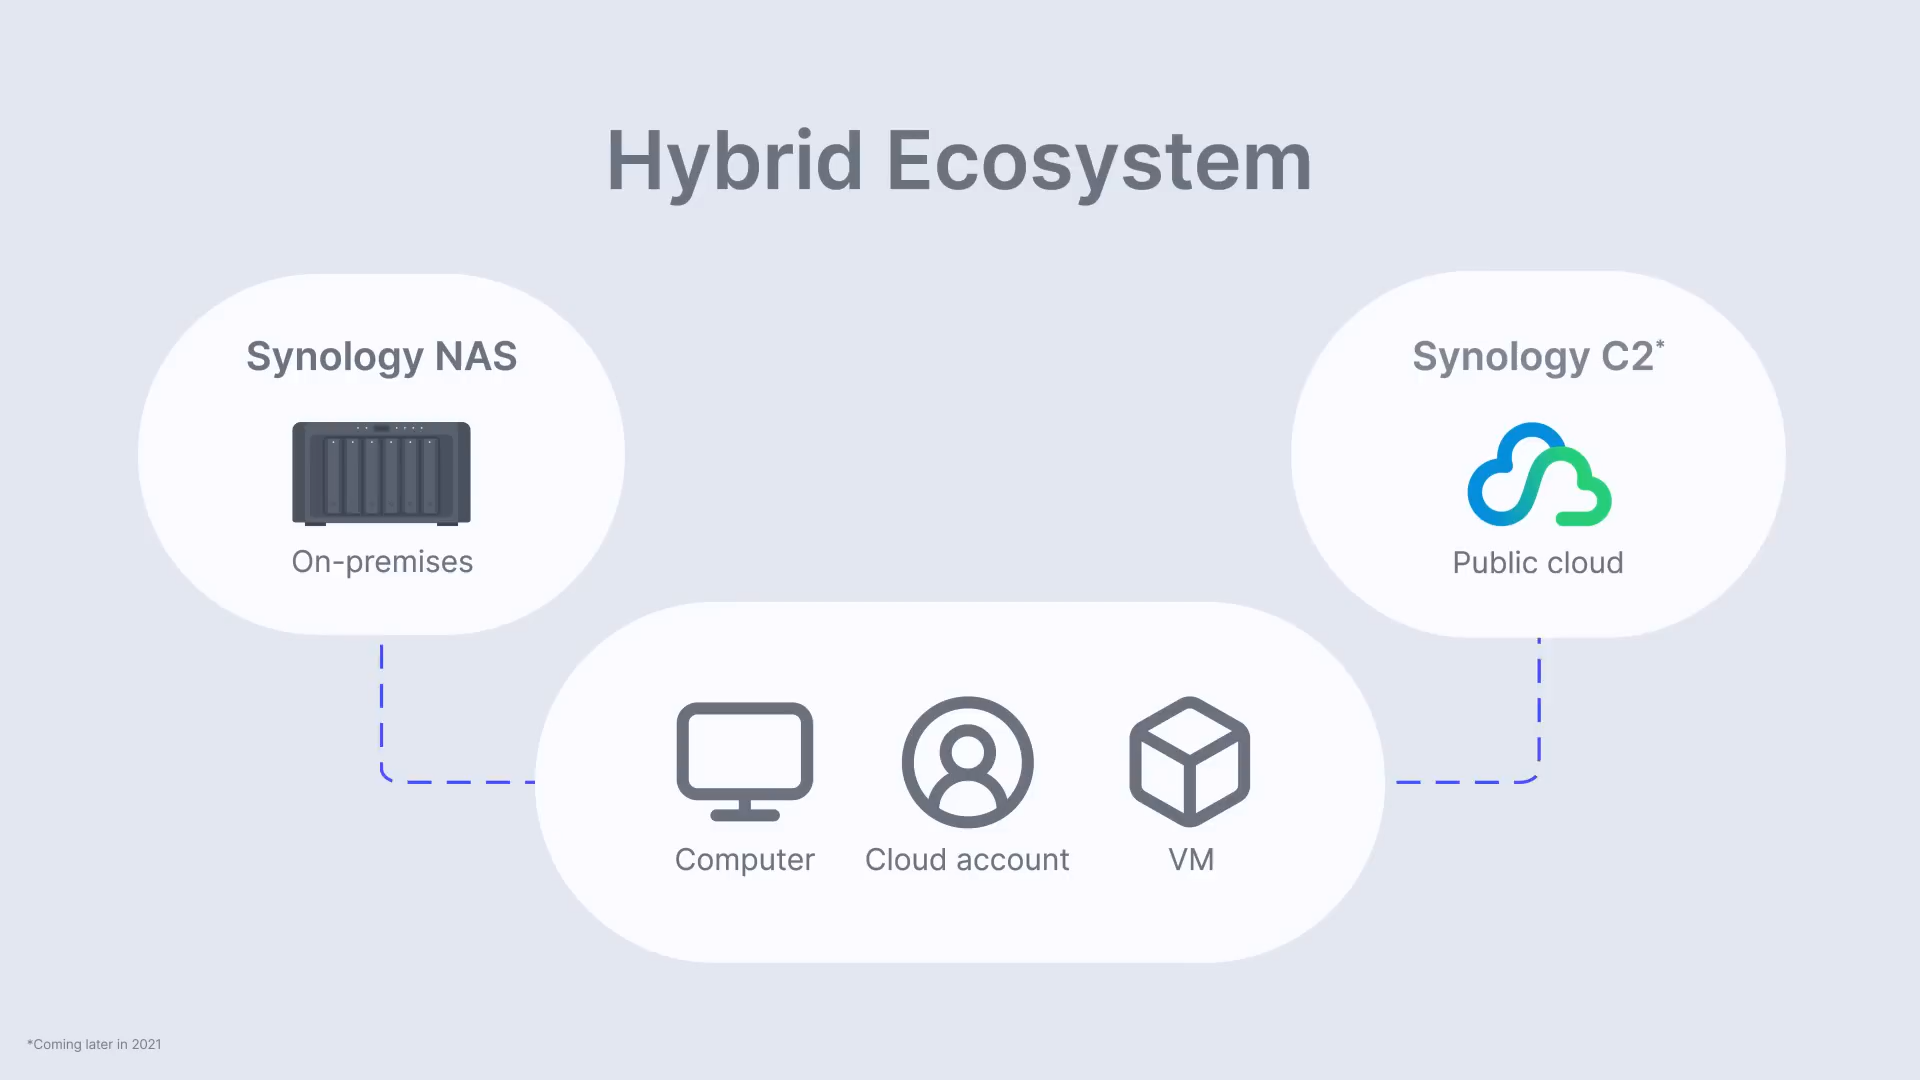 Hybrid Ecosystem
Synology NAS
On-premises
Synology C2*
Public cloud
Computer
Cloud account
VM
*Coming later in 2021